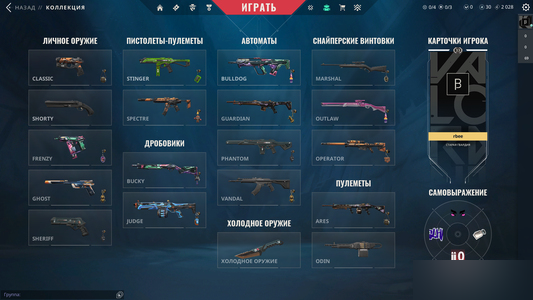 НАЗАД // КОЛЛЕКЦИЯ
ИГРАТЬ
0/4
0/3
0
30
2 028
ЛИЧНОЕ ОРУЖИЕ
CLASSIC
SHORTY
FRENZY
GHOST
SHERIFF
ПИСТОЛЕТЫ-ПУЛЕМЕТЫ
STINGER
SPECTRE
ДРОБОВИКИ
BUCKY
JUDGE
АВТОМАТЫ
BULLDOG
GUARDIAN
PHANTOM
VANDAL
ХОЛОДНОЕ ОРУЖИЕ
ХОЛОДНОЕ ОРУЖИЕ
СНАЙПЕРСКИЕ ВИНТОВКИ
MARSHAL
OUTLAW
OPERATOR
ПУЛЕМЕТЫ
ARES
ODIN
КАРТОЧКИ ИГРОКА
САМОВЫРАЖЕНИЕ
Группа: